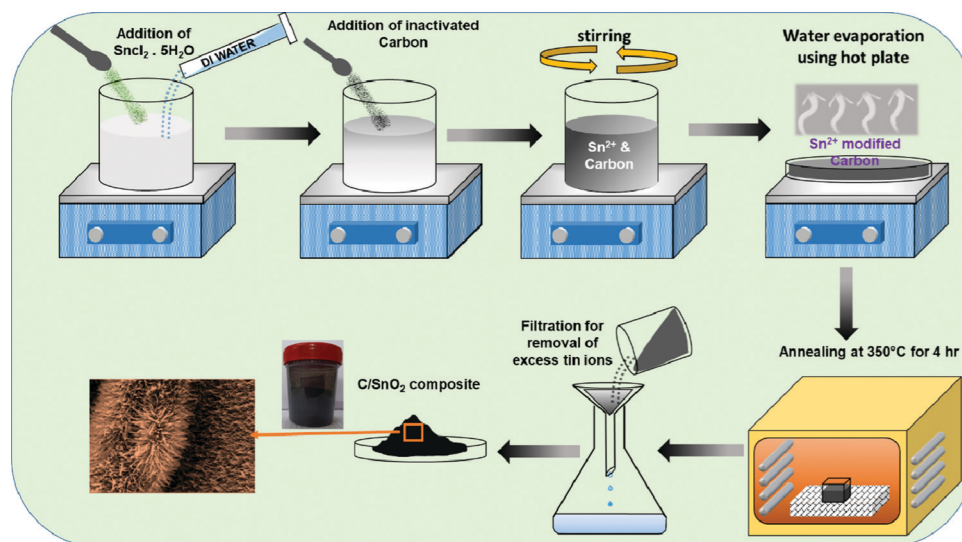 Addition of
Sncl₂ . 5H₂O
DI WATER
Addition of inactivated
Carbon
stirring
Sn²⁺ &
Carbon
Water evaporation
using hot plate
Sn²⁺ modified
Carbon
Annealing at 350°C for 4 hr
Filtration for
removal of
excess tin ions
C/SnO₂ composite